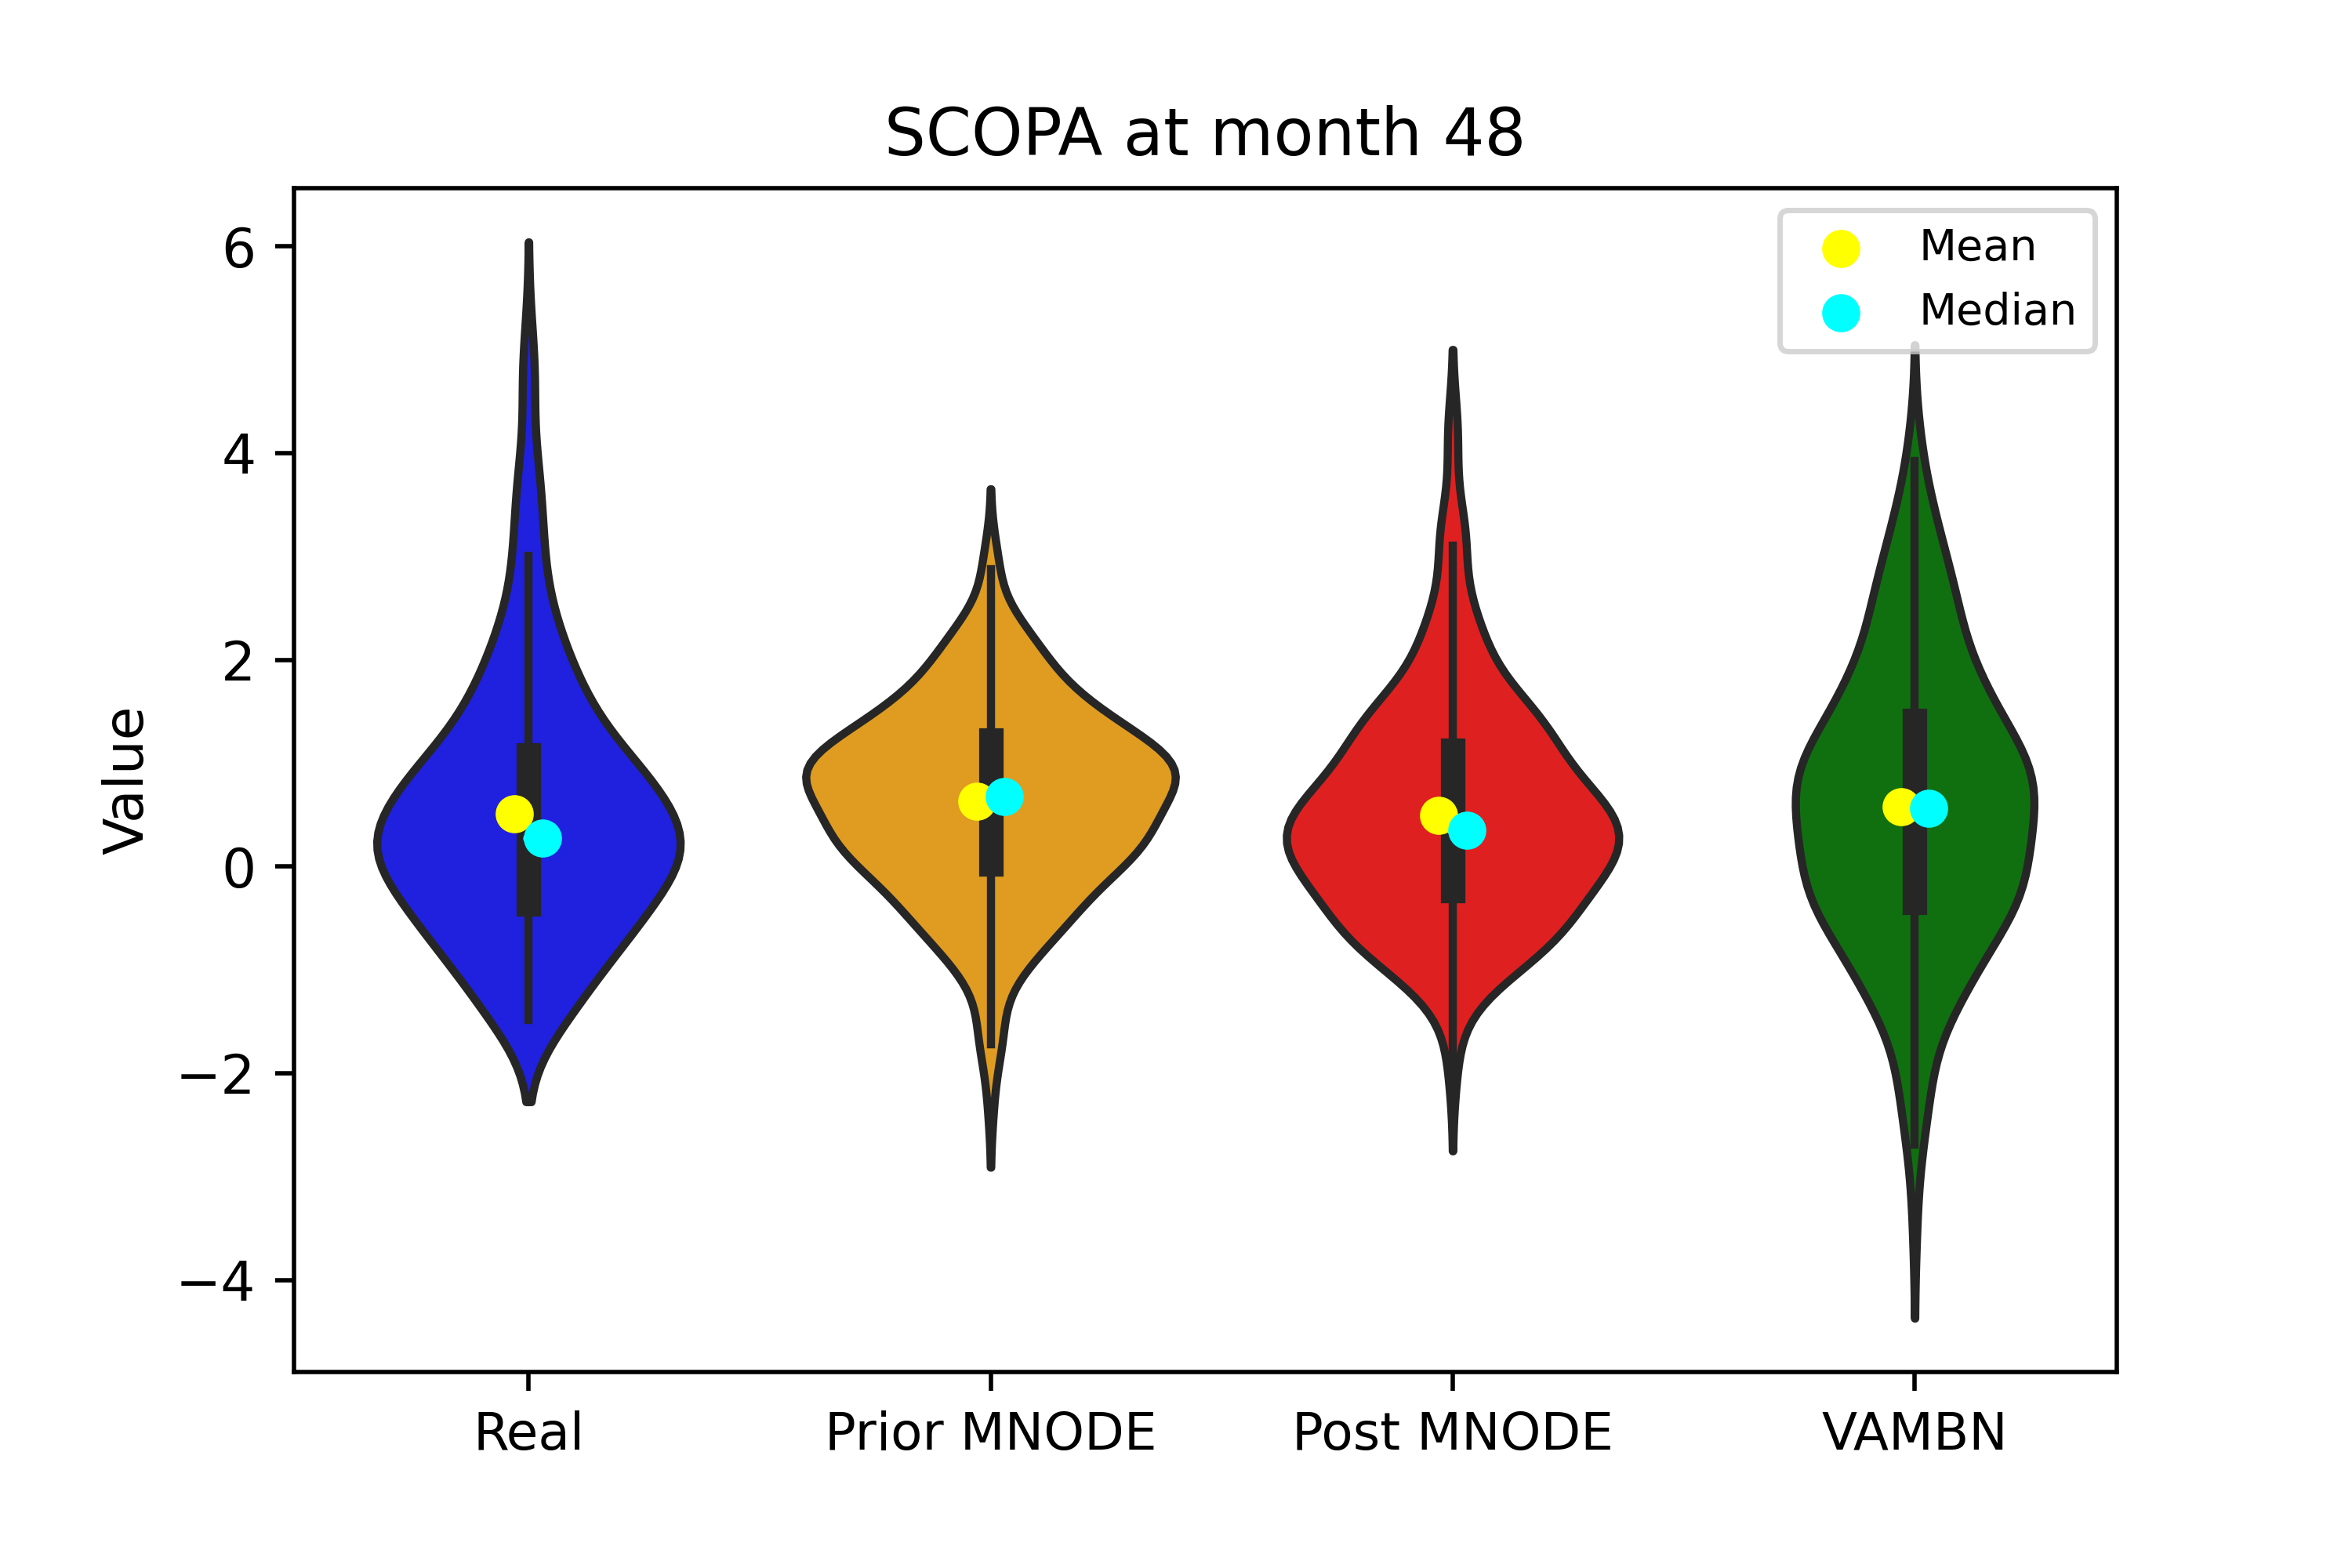 SCOPA at month 48
Mean
Median
Value
6
4
2
0
−2
−4
Real
Prior MNODE
Post MNODE
VAMBN